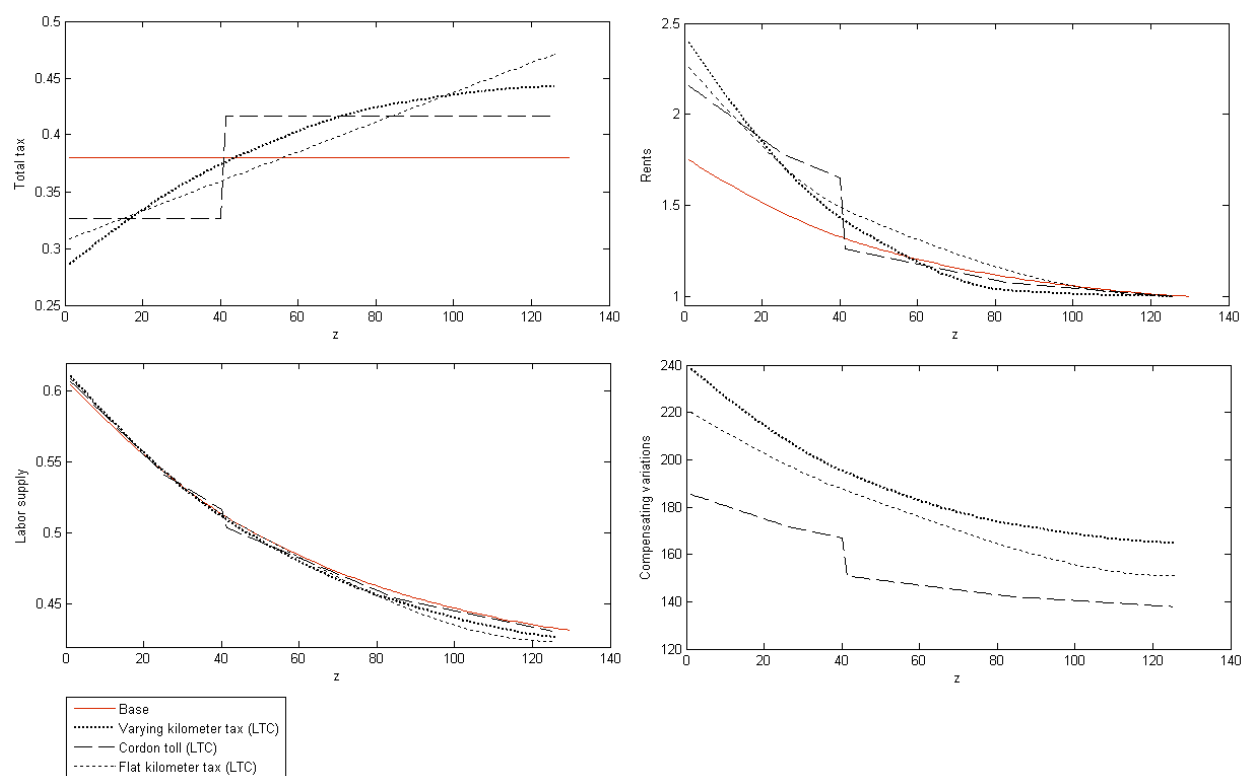 0.5
0.45
0.4
0.35
0.3
0.25
Total tax
0 20 40 60 80 100 120 140
z
2.5
2
1.5
1
Rents
0 20 40 60 80 100 120 140
z
0.6
0.55
0.5
0.45
Labor supply
0 20 40 60 80 100 120 140
z
240
220
200
180
160
140
120
Compensating variations
0 20 40 60 80 100 120 140
z
Base
Varying kilometer tax (LTC)
Cordon toll (LTC)
Flat kilometer tax (LTC)